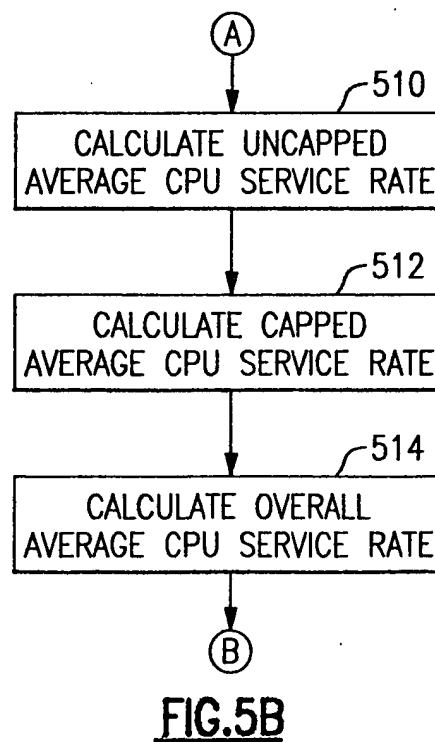 A
510
CALCULATE UNCAPPED
AVERAGE CPU SERVICE RATE
512
CALCULATE CAPPED
AVERAGE CPU SERVICE RATE
514
CALCULATE OVERALL
AVERAGE CPU SERVICE RATE
B
FIG.5B